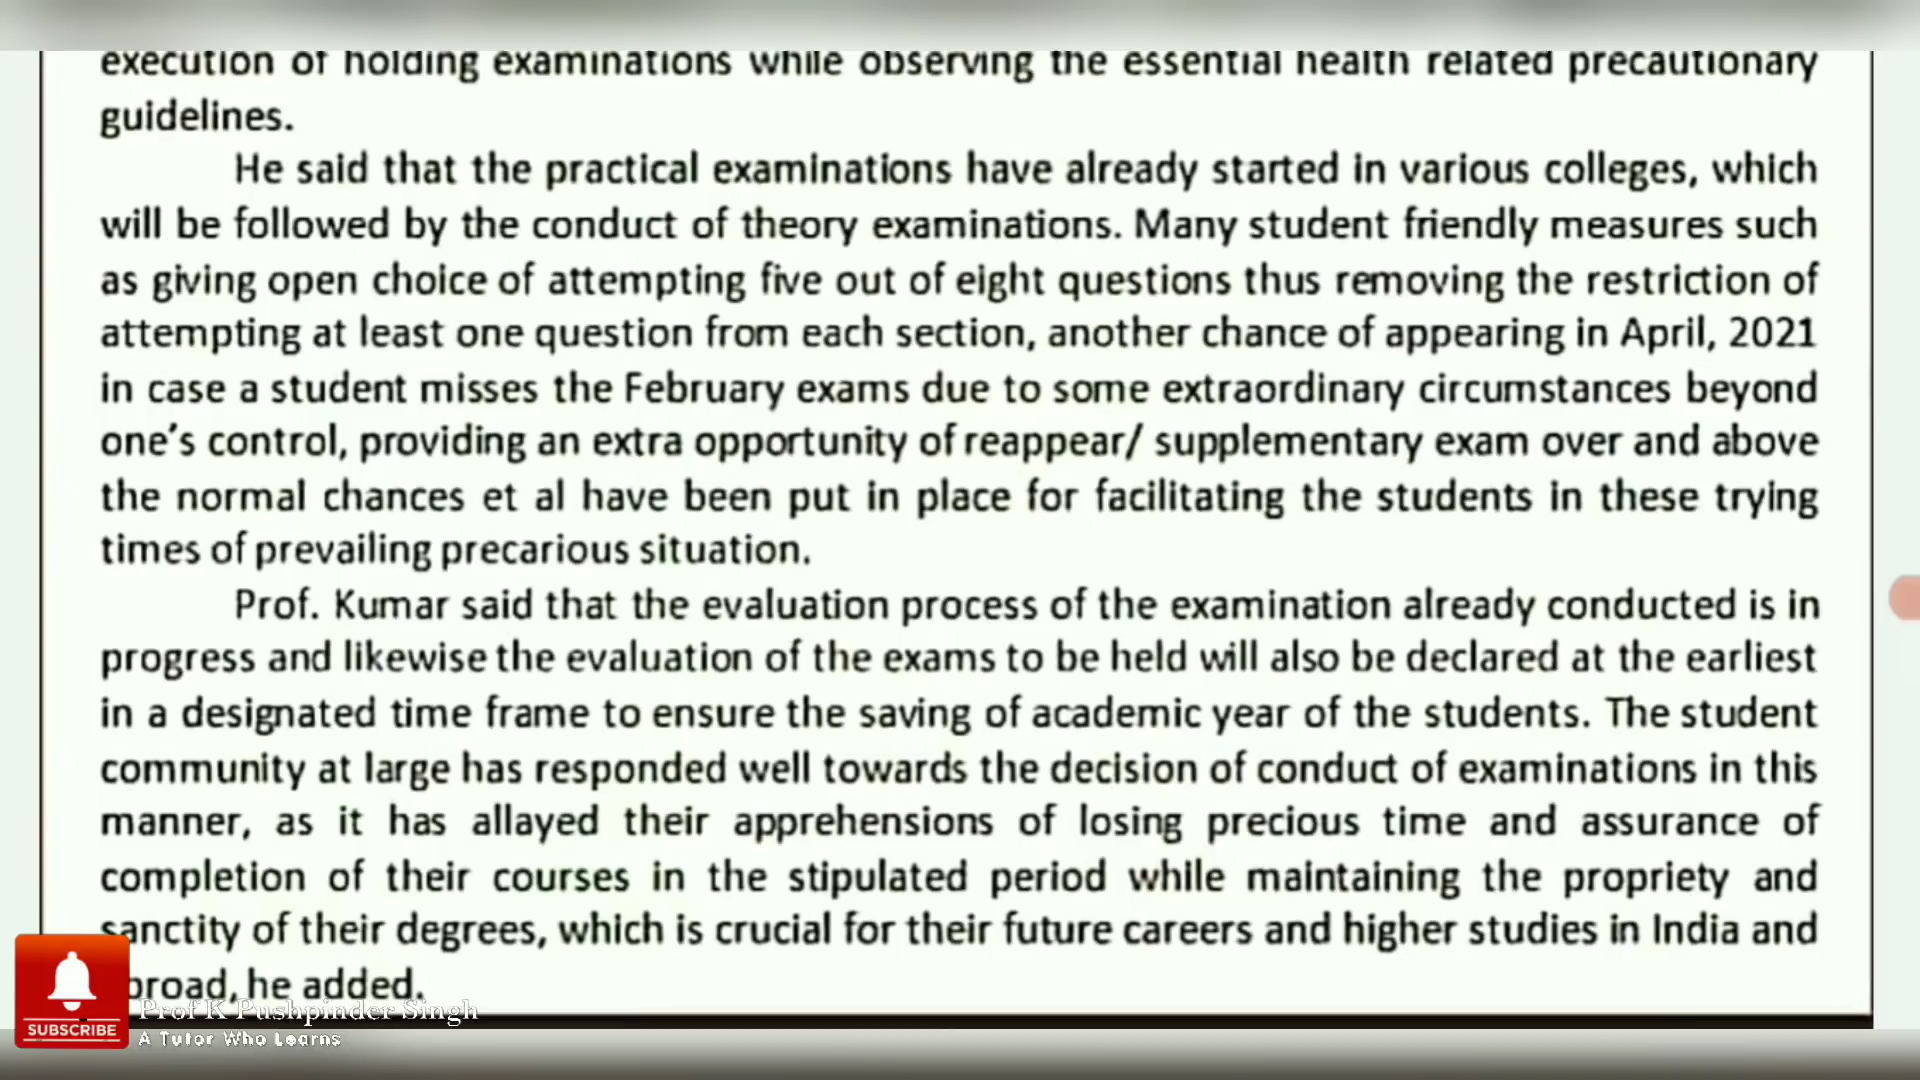 execution of holding examinations while observing the essential health related precautionary
guidelines.
He said that the practical examinations have already started in various colleges, which
will be followed by the conduct of theory examinations. Many student friendly measures such
as giving open choice of attempting five out of eight questions thus removing the restriction of
attempting at least one question from each section, another chance of appearing in April, 2021
in case a student misses the February exams due to some extraordinary circumstances beyond
one's control, providing an extra opportunity of reappear/ supplementary exam over and above
the normal chances et al have been put in place for facilitating the students in these trying
times of prevailing precarious situation.
Prof. Kumar said that the evaluation process of the examination already conducted is in
progress and likewise the evaluation of the exams to be held will also be declared at the earliest
in a designated time frame to ensure the saving of academic year of the students. The student
community at large has responded well towards the decision of conduct of examinations in this
manner, as it has allayed their apprehensions of losing precious time and assurance of
completion of their courses in the stipulated period while maintaining the propriety and
sanctity of their degrees, which is crucial for their future careers and higher studies in India and
broad, he added.
SUBSCRIBE
Prof K Pushpinder Singh
A Tutor Who Learns